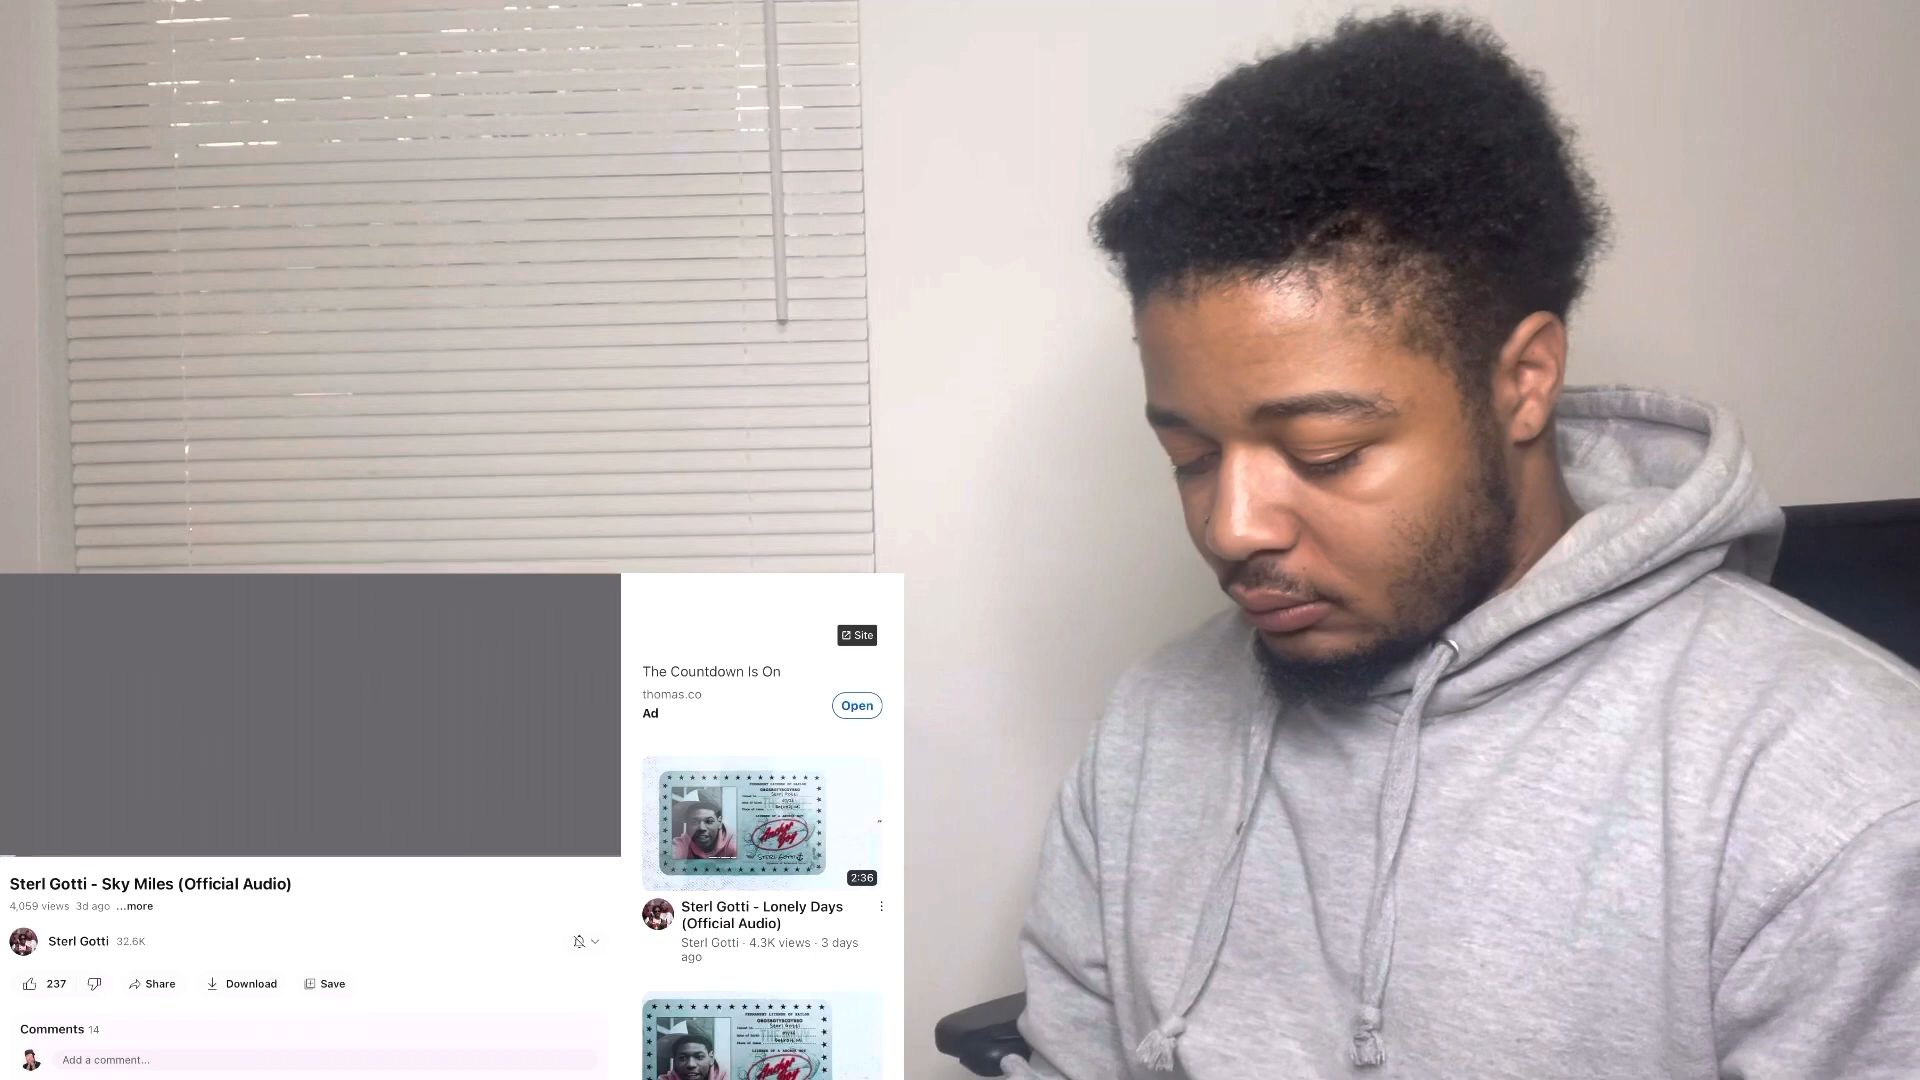 Site
The Countdown Is On
thomas.co
Ad
Open
2:36
Sterl Gotti - Lonely Days
(Official Audio)
Sterl Gotti · 4.3K views · 3 days
ago
Sterl Gotti - Sky Miles (Official Audio)
4,059 views 3d ago ...more
Sterl Gotti 32.6K
237
Share
Download
Save
Comments 14
Add a comment...